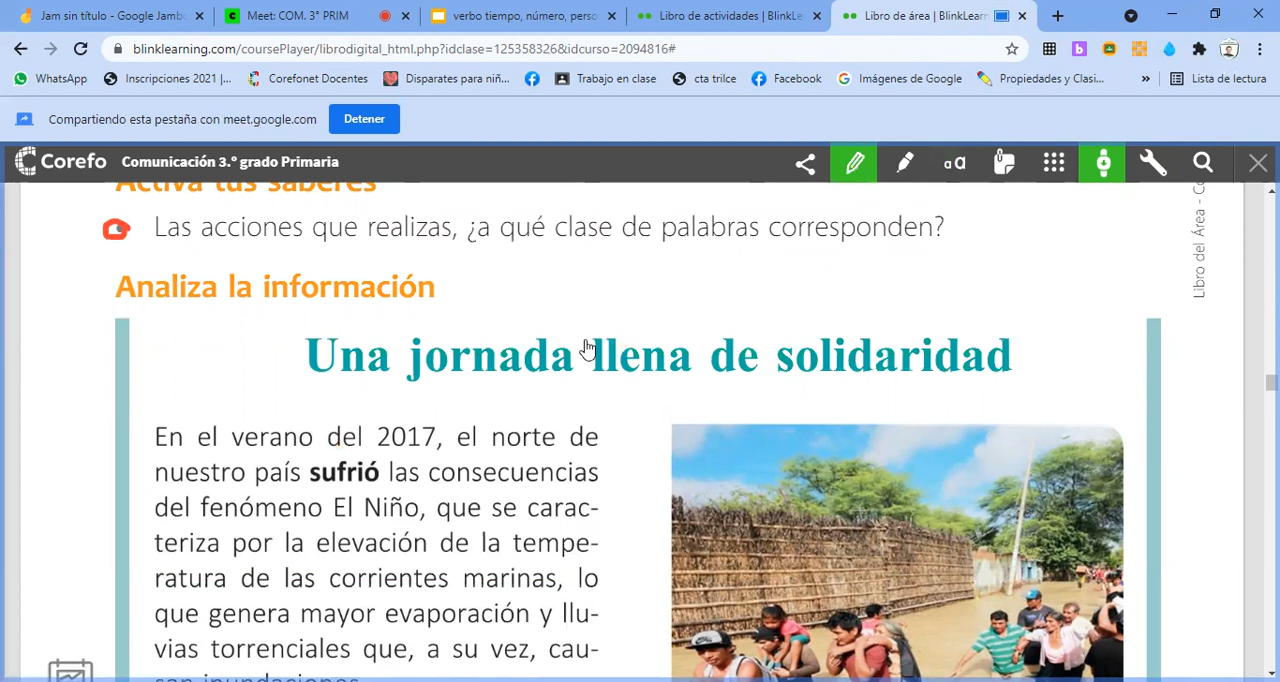 Jam sin título - Google Jamb
Meet: COM. 3° PRIM
verbo tiempo, número, perso
Libro de actividades | BlinkLe
Libro de área | BlinkLearn
blinklearning.com/coursePlayer/librodigital_html.php?idclase=125358326&idcurso=2094816#
WhatsApp
Inscripciones 2021 |...
Corefonet Docentes
Disparates para niñ...
Trabajo en clase
cta trilce
Facebook
Imágenes de Google
Propiedades y Clasi...
»
Lista de lectura
Compartiendo esta pestaña con meet.google.com
Detener
Corefo
Comunicación 3.º grado Primaria
Activa tus saberes
Las acciones que realizas, ¿a qué clase de palabras corresponden?
Analiza la información
Una jornada llena de solidaridad
En el verano del 2017, el norte de
nuestro país sufrió las consecuencias
del fenómeno El Niño, que se carac-
teriza por la elevación de la tempe-
ratura de las corrientes marinas, lo
que genera mayor evaporación y llu-
vias torrenciales que, a su vez, cau-
san inundaciones
Libro del Área - Co